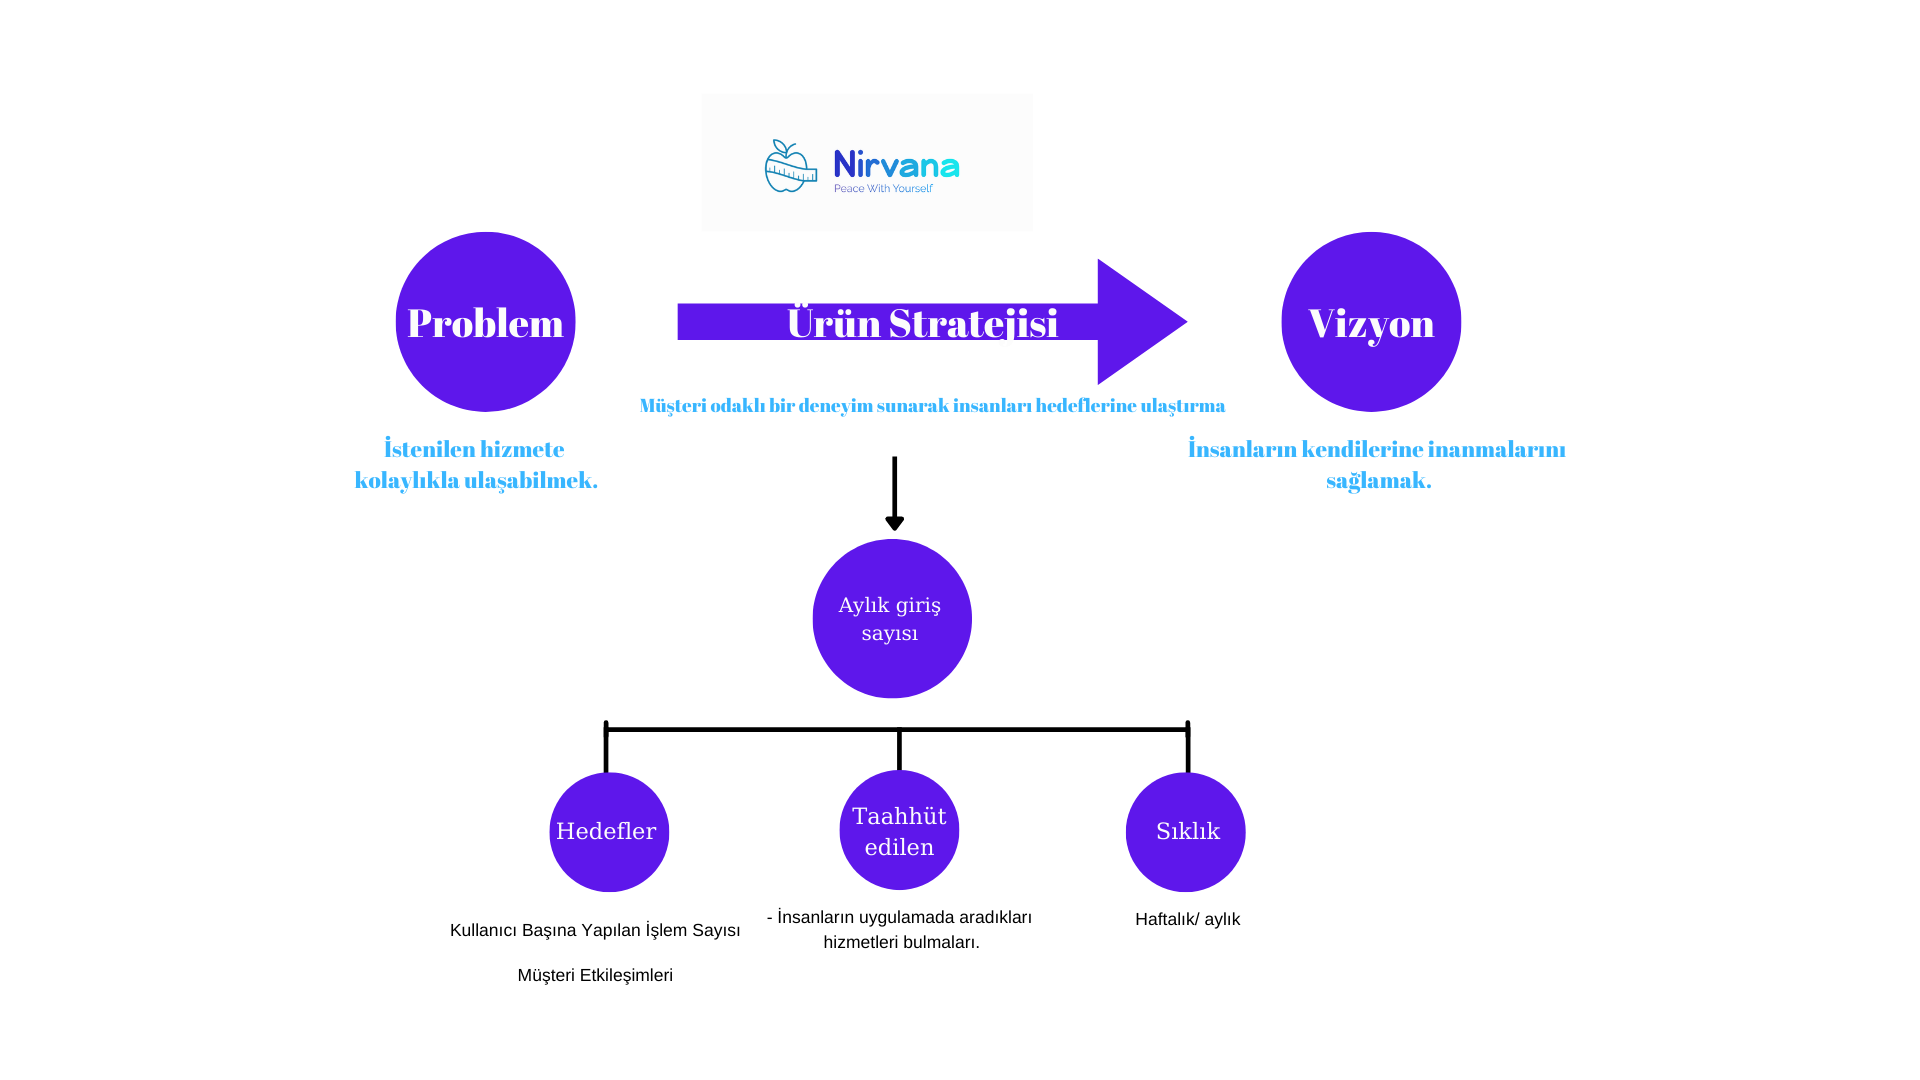 Nirvana
Peace With Yourself
Problem
Ürün Stratejisi
Vizyon
Müşteri odaklı bir deneyim sunarak insanları hedeflerine ulaştırma
İstenilen hizmete
kolaylıkla ulaşabilmek.
İnsanların kendilerine inanmalarını
sağlamak.
Aylık giriş
sayısı
Hedefler
Taahhüt
edilen
Sıklık
Kullanıcı Başına Yapılan İşlem Sayısı
Müşteri Etkileşimleri
- İnsanların uygulamada aradıkları
hizmetleri bulmaları.
Haftalık/ aylık